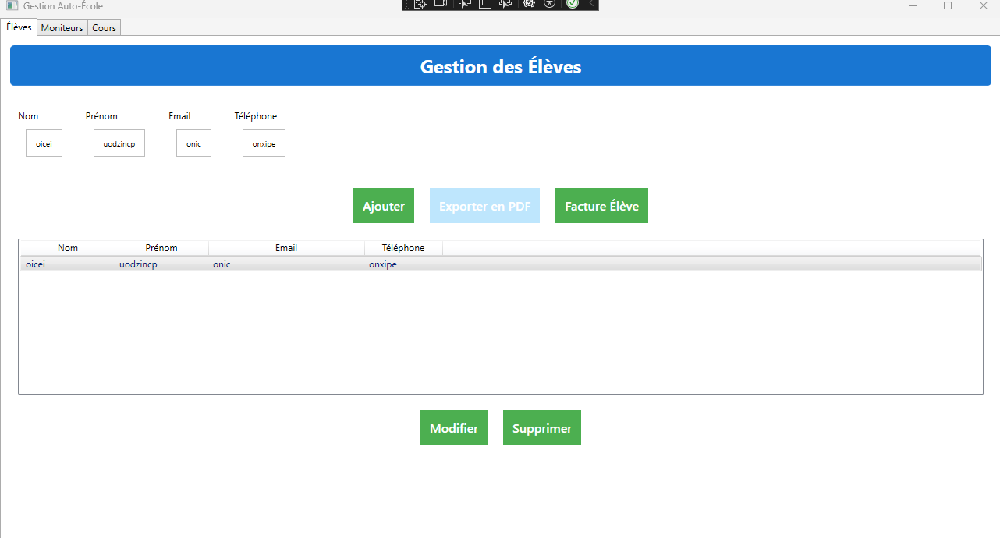 Gestion Auto-École
Élèves Moniteurs Cours
Gestion des Élèves
Nom Prénom Email Téléphone
oicei uodzincp onic onxipe
Ajouter Exporter en PDF Facture Élève
Nom Prénom Email Téléphone
oicei uodzincp onic onxipe
Modifier Supprimer